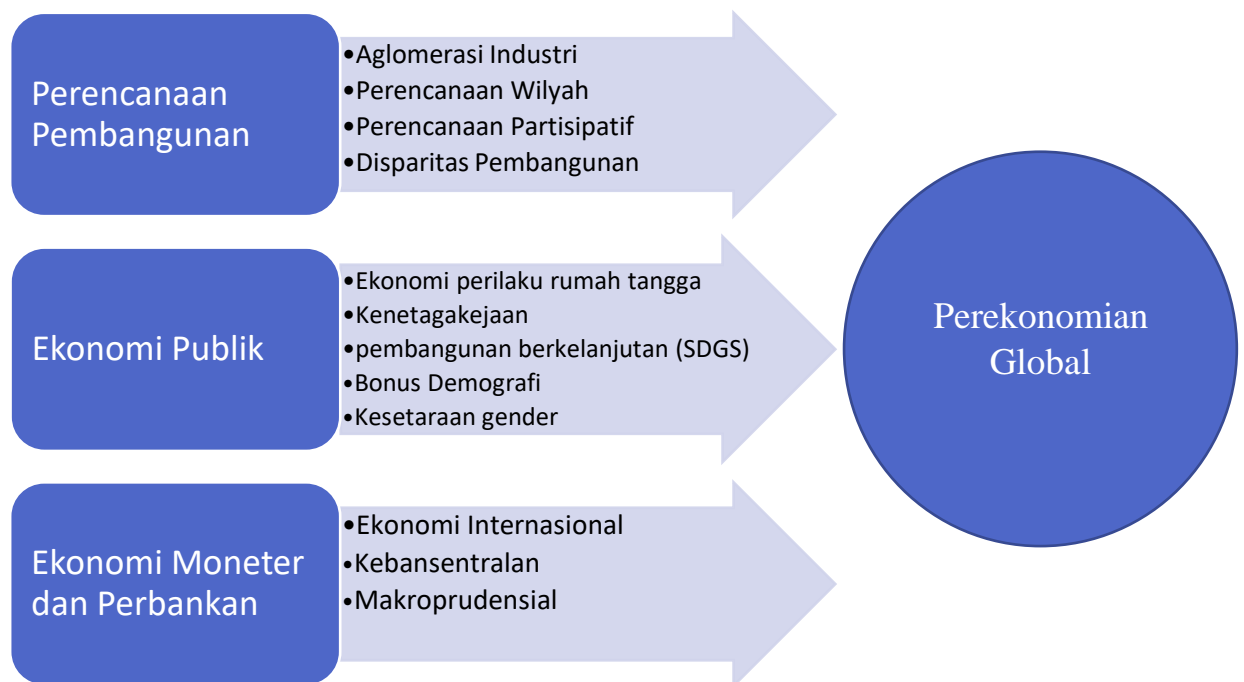 Perencanaan
Pembangunan
•Aglomerasi Industri
•Perencanaan Wilyah
•Perencanaan Partisipatif
•Disparitas Pembangunan
Ekonomi Publik
•Ekonomi perilaku rumah tangga
•Kenetagakejaan
•pembangunan berkelanjutan (SDGS)
•Bonus Demografi
•Kesetaraan gender
Ekonomi Moneter
dan Perbankan
•Ekonomi Internasional
•Kebansentralan
•Makroprudensial
Perekonomian
Global